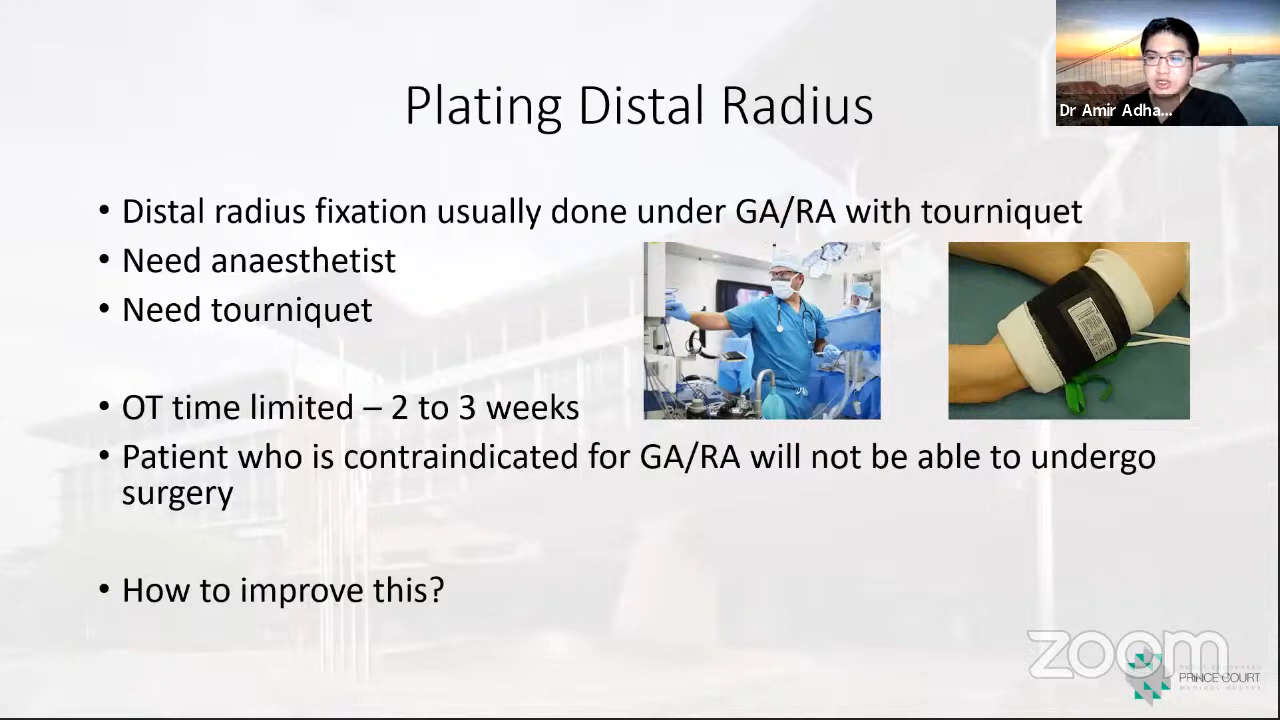 Dr Amir Adha...
Plating Distal Radius
• Distal radius fixation usually done under GA/RA with tourniquet
• Need anaesthetist
• Need tourniquet
• OT time limited – 2 to 3 weeks
• Patient who is contraindicated for GA/RA will not be able to undergo
surgery
• How to improve this?
zoom
PRINCE COURT
MEDICAL CENTRE